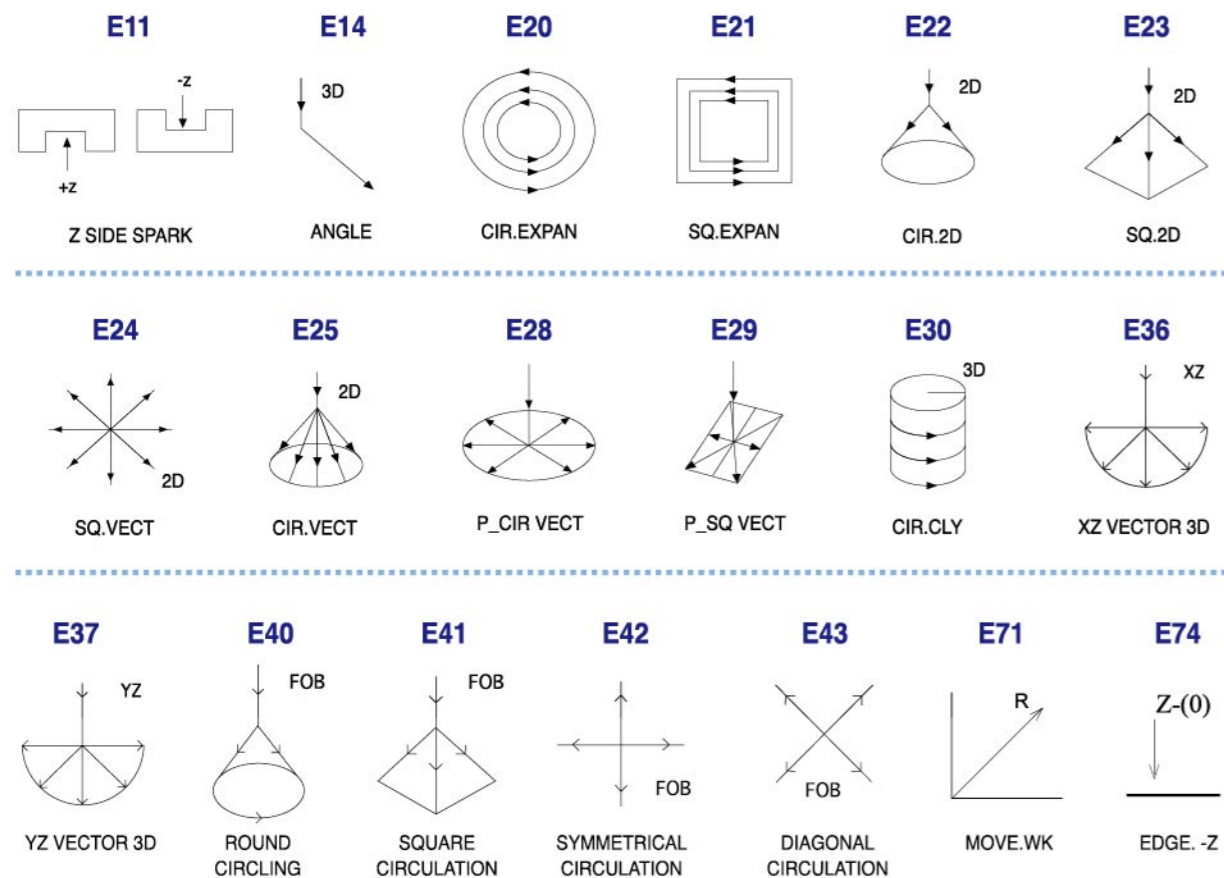 E11 E14 E20 E21 E22 E23
-z
3D
2D
2D
+z
Z SIDE SPARK ANGLE CIR.EXPAN SQ.EXPAN CIR.2D SQ.2D
E24 E25 E28 E29 E30 E36
2D
3D
XZ
2D
SQ.VECT CIR.VECT P_CIR VECT P_SQ VECT CIR.CLY XZ VECTOR 3D
E37 E40 E41 E42 E43 E71 E74
YZ
FOB
FOB
FOB
FOB
R
Z-(0)
YZ VECTOR 3D ROUND SQUARE SYMMETRICAL DIAGONAL MOVE.WK EDGE. -Z
CIRCLING CIRCULATION CIRCULATION CIRCULATION